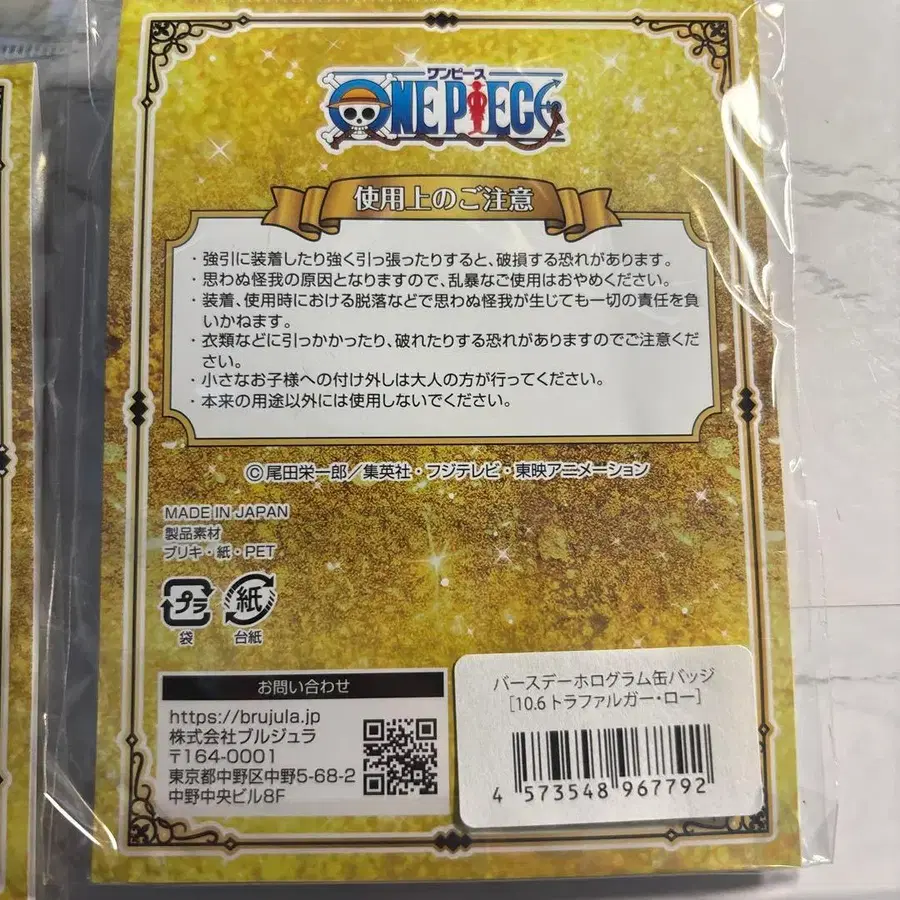 ワンピース
ONE PIECE
使用上のご注意
・強引に装着したり強く引っ張ったりすると、破損する恐れがあります。
・思わぬ怪我の原因となりますので、乱暴なご使用はおやめください。
・装着、使用時における脱落などで思わぬ怪我が生じても一切の責任を負
いかねます。
・衣類などに引っかかったり、破れたりする恐れがありますのでご注意くだ
さい。
・小さなお子様への付け外しは大人の方が行ってください。
・本来の用途以外には使用しないでください。
©尾田栄一郎／集英社・フジテレビ・東映アニメーション
MADE IN JAPAN
製品素材
ブリキ・紙・PET
プラ 紙
袋 台紙
お問い合わせ
https://brujula.jp
株式会社ブルジュラ
〒164-0001
東京都中野区中野5-68-2
中野中央ビル8F
バースデーホログラム缶バッジ
[10.6 トラファルガー・ロー]
4 573548 967792